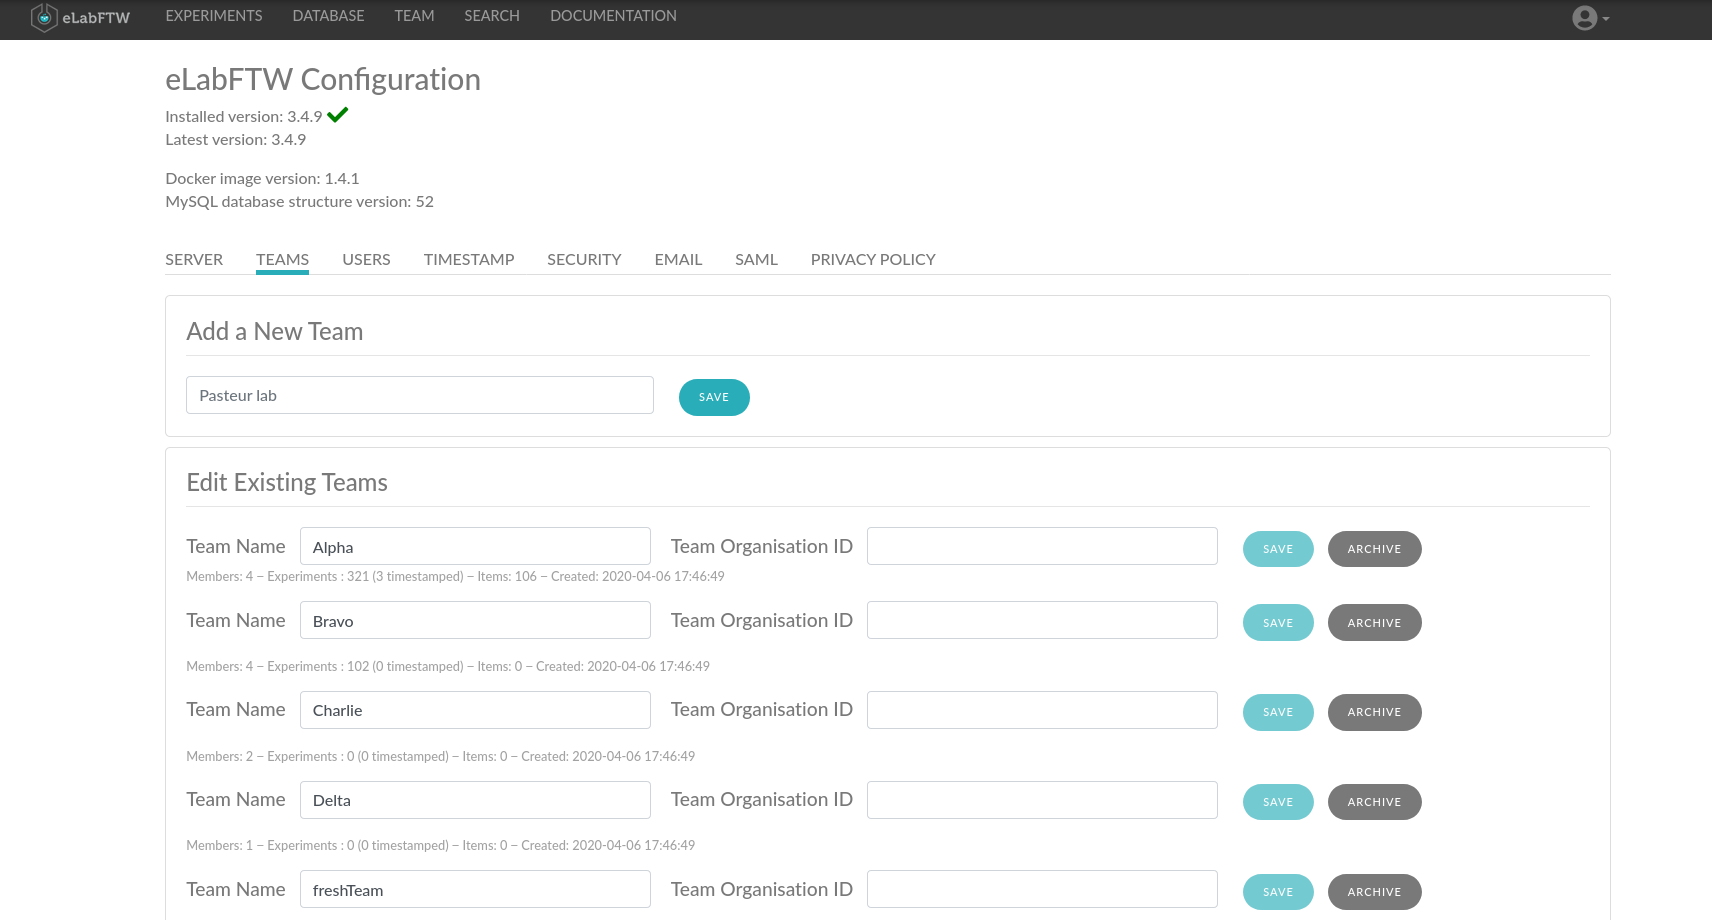 eLabFTW EXPERIMENTS DATABASE TEAM SEARCH DOCUMENTATION
eLabFTW Configuration
Installed version: 3.4.9
Latest version: 3.4.9
Docker image version: 1.4.1
MySQL database structure version: 52
SERVER TEAMS USERS TIMESTAMP SECURITY EMAIL SAML PRIVACY POLICY
Add a New Team
Pasteur lab SAVE
Edit Existing Teams
Team Name Alpha Team Organisation ID SAVE ARCHIVE
Members: 4 − Experiments : 321 (3 timestamped) − Items: 106 − Created: 2020-04-06 17:46:49
Team Name Bravo Team Organisation ID SAVE ARCHIVE
Members: 4 − Experiments : 102 (0 timestamped) − Items: 0 − Created: 2020-04-06 17:46:49
Team Name Charlie Team Organisation ID SAVE ARCHIVE
Members: 2 − Experiments : 0 (0 timestamped) − Items: 0 − Created: 2020-04-06 17:46:49
Team Name Delta Team Organisation ID SAVE ARCHIVE
Members: 1 − Experiments : 0 (0 timestamped) − Items: 0 − Created: 2020-04-06 17:46:49
Team Name freshTeam Team Organisation ID SAVE ARCHIVE